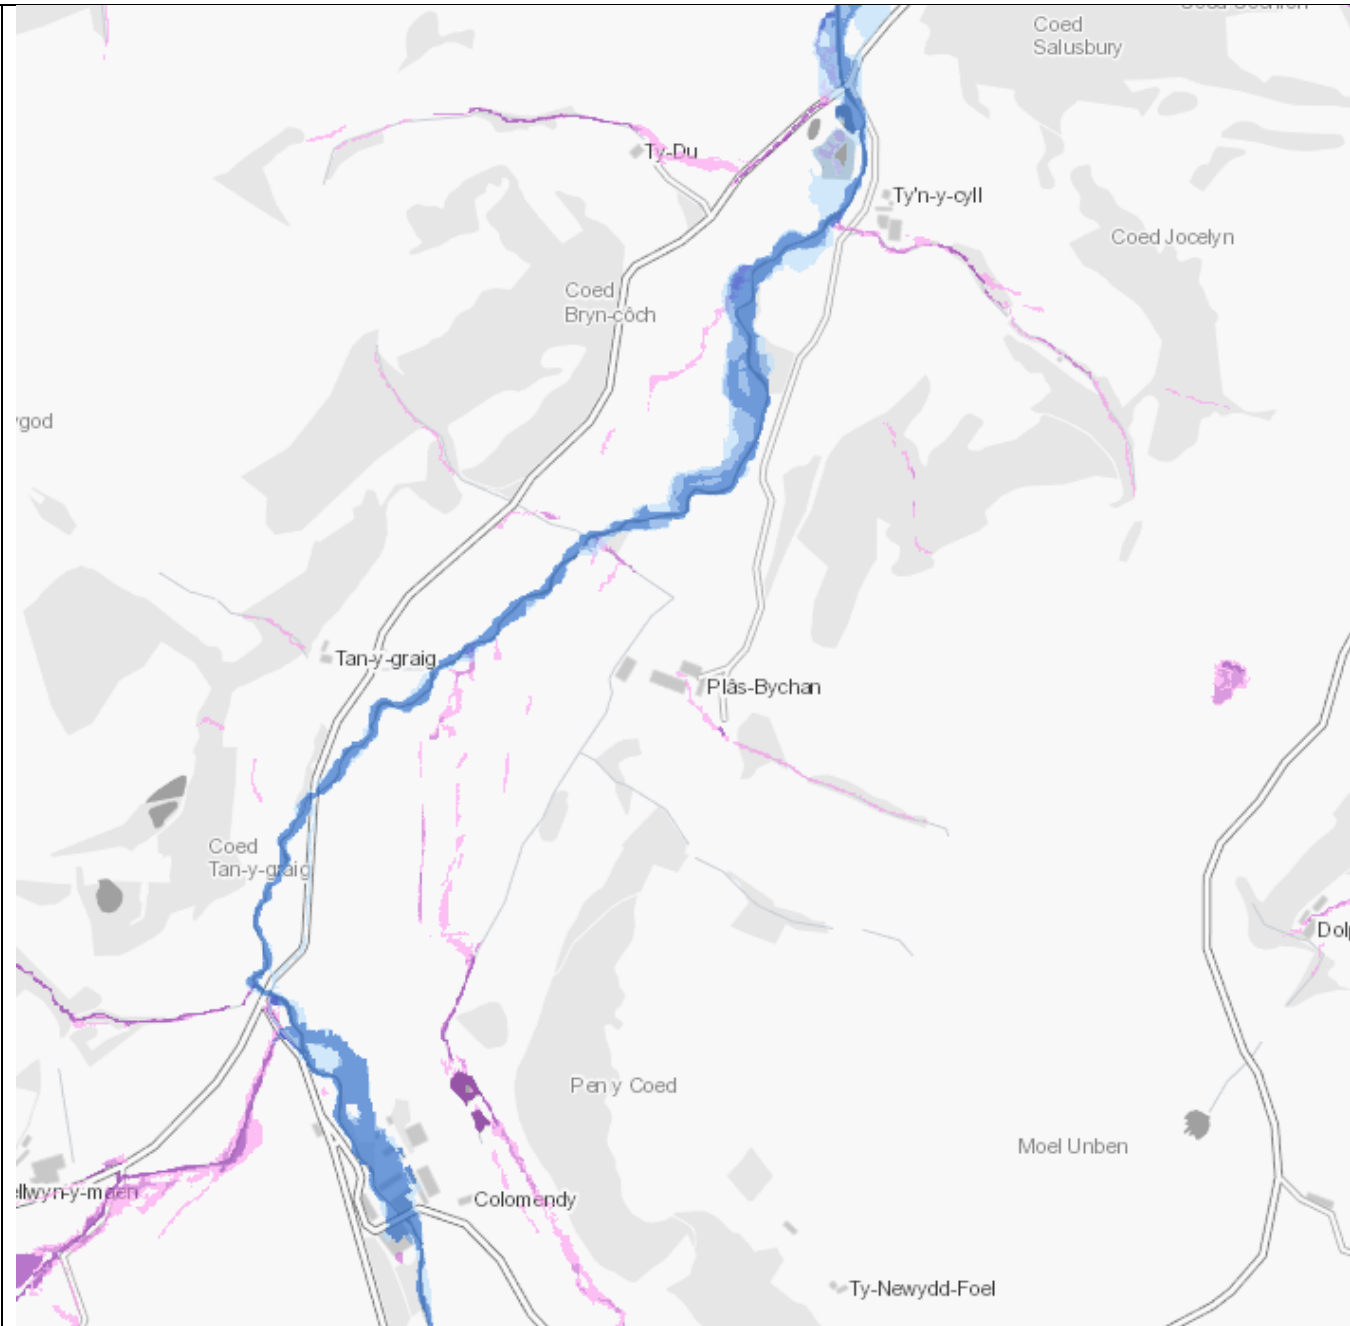 Coed
Salusbury
Ty-Du
Ty'n-y-cyll
Coed Jocelyn
Coed
Bryn-côch
Tan-y-graig
Plâs-Bychan
Coed
Tan-y-graig
Pen y Coed
Moel Unben
Colomendy
Ty-Newydd-Foel